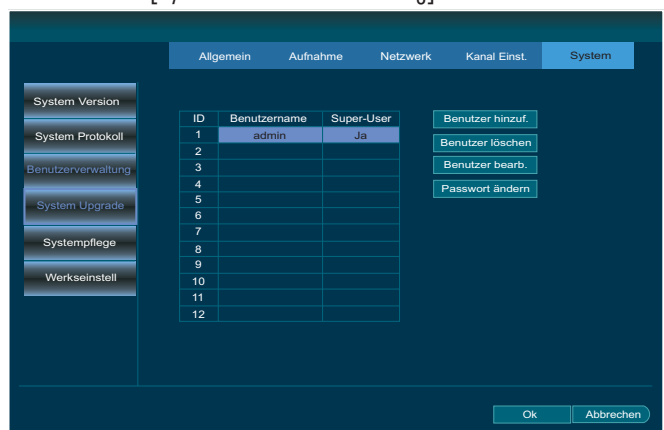 Allgemein Aufnahme Netzwerk Kanal Einst. System
System Version
System Protokoll
Benutzerverwaltung
System Upgrade
Systempflege
Werkseinstell
ID Benutzername Super-User
1 admin Ja
2
3
4
5
6
7
8
9
10
11
12
Benutzer hinzuf.
Benutzer löschen
Benutzer bearb.
Passwort ändern
Ok Abbrechen